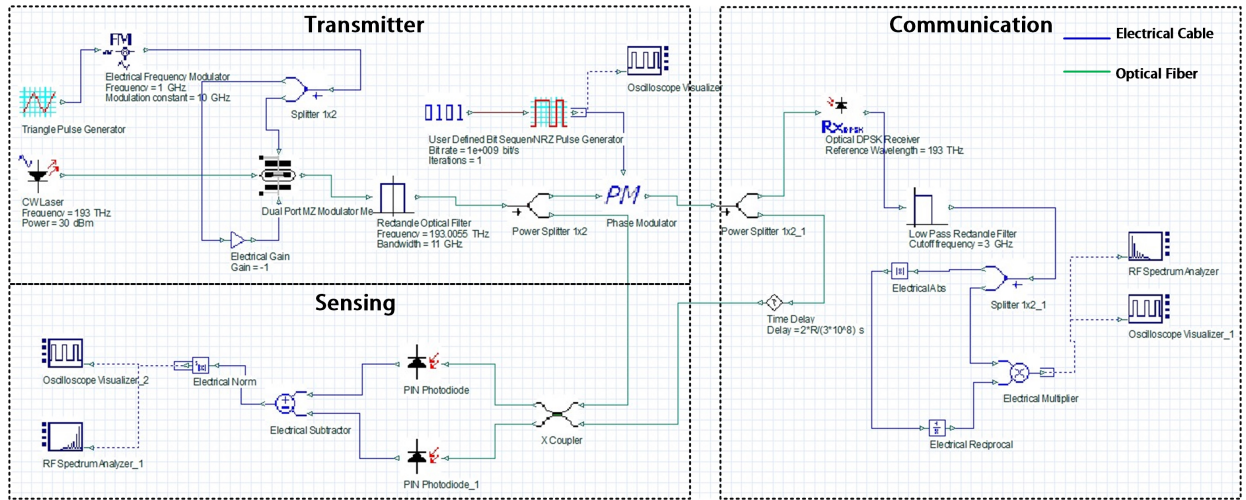 Transmitter
Communication
Electrical Cable
Optical Fiber
FM
Electrical Frequency Modulator
Frequency = 1 GHz
Modulation constant = 10 GHz
Triangle Pulse Generator
Splitter 1x2
0101
User Defined Bit Sequen
Bit rate = 1e+009 bit/s
Iterations = 1
NRZ Pulse Generator
Oscilloscope Visualizer
CW Laser
Frequency = 193 THz
Power = 30 dBm
Dual Port MZ Modulator Me
Electrical Gain
Gain = -1
Rectangle Optical Filter
Frequency = 193.0055 THz
Bandwidth = 11 GHz
Power Splitter 1x2
PM
Phase Modulator
Power Splitter 1x2_1
RxDPSK
Optical DPSK Receiver
Reference Wavelength = 193 THz
Low Pass Rectangle Filter
Cutoff frequency = 3 GHz
|x|
Electrical Abs
Splitter 1x2_1
RF Spectrum Analyzer
Oscilloscope Visualizer_1
Time Delay
Delay = 2*R/(3*10^8) s
Electrical Multiplier
Electrical Reciprocal
Sensing
Oscilloscope Visualizer_2
Electrical Norm
PIN Photodiode
Electrical Subtractor
X Coupler
RF Spectrum Analyzer_1
PIN Photodiode_1